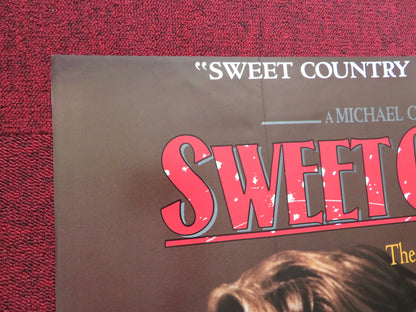 "SWEET COUNTRY
A MICHAEL C
SWEET C
The